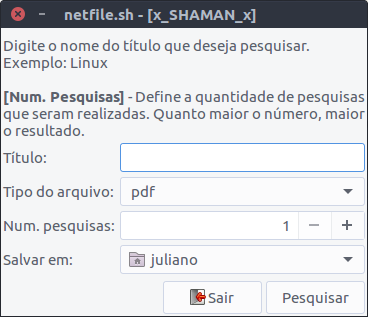 netfile.sh - [x_SHAMAN_x]
Digite o nome do título que deseja pesquisar.
Exemplo: Linux
[Num. Pesquisas] - Define a quantidade de pesquisas
que seram realizadas. Quanto maior o número, maior
o resultado.
Título:
Tipo do arquivo: pdf
Num. pesquisas: 1 − +
Salvar em: juliano
Sair Pesquisar